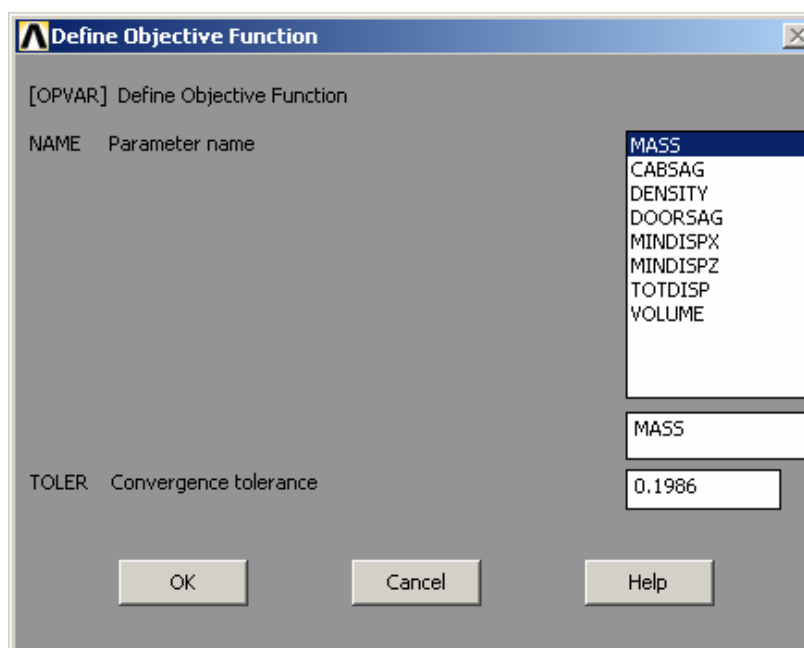 Define Objective Function
[OPVAR] Define Objective Function
NAME Parameter name
MASS
CABSAG
DENSITY
DOORSAG
MINDISPX
MINDISPZ
TOTDISP
VOLUME
MASS
TOLER Convergence tolerance
0.1986
OK Cancel Help